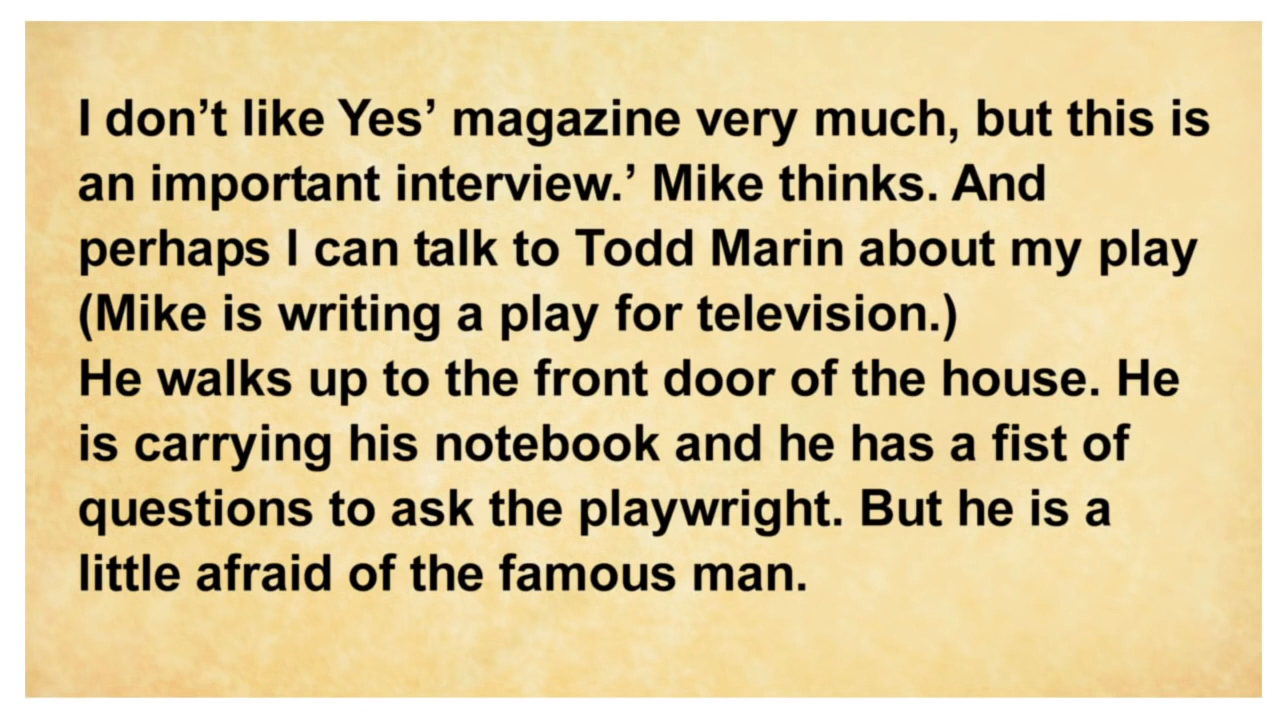 I don’t like Yes’ magazine very much, but this is
an important interview.’ Mike thinks. And
perhaps I can talk to Todd Marin about my play
(Mike is writing a play for television.)
He walks up to the front door of the house. He
is carrying his notebook and he has a fist of
questions to ask the playwright. But he is a
little afraid of the famous man.